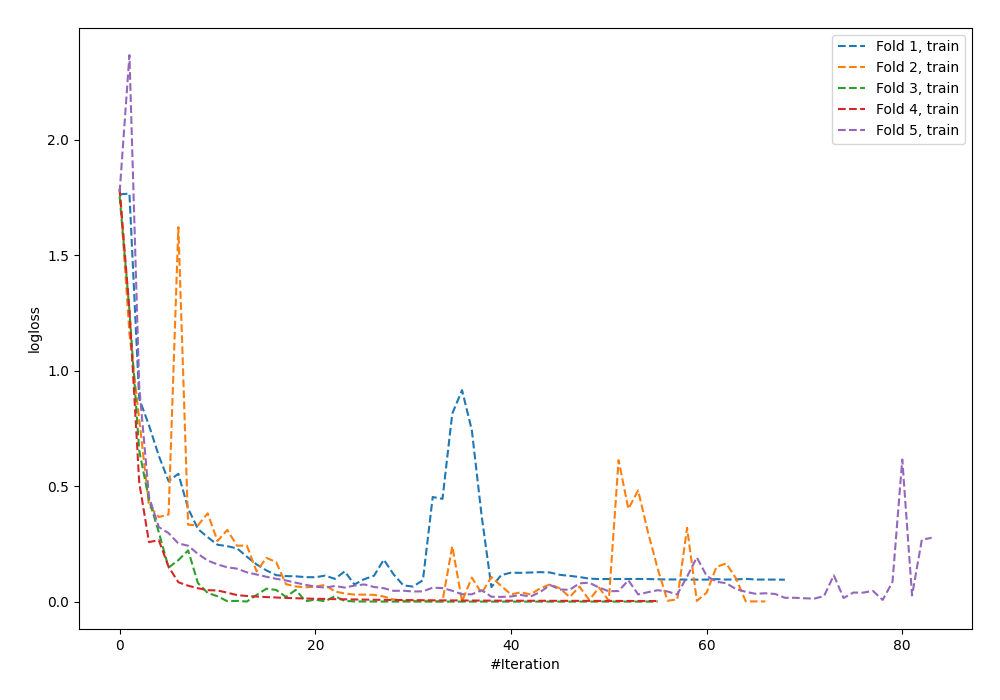 Fold 1, train
Fold 2, train
Fold 3, train
Fold 4, train
Fold 5, train
2.0
1.5
1.0
0.5
0.0
logloss
0 20 40 60 80
#Iteration